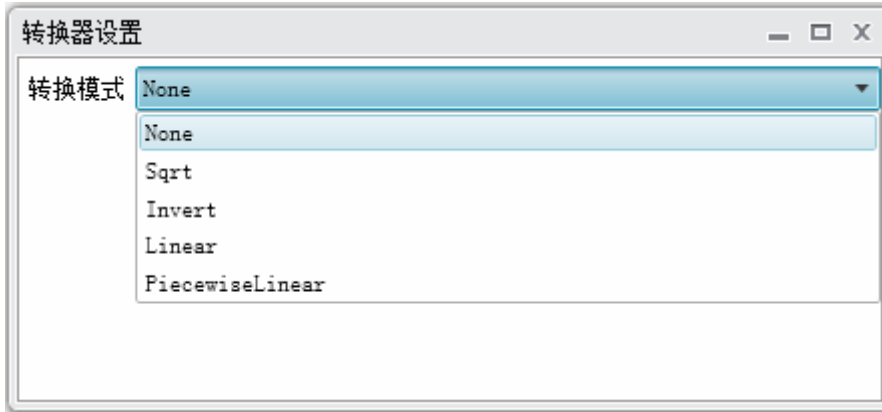 转换器设置
转换模式 None
None
Sqrt
Invert
Linear
PiecewiseLinear